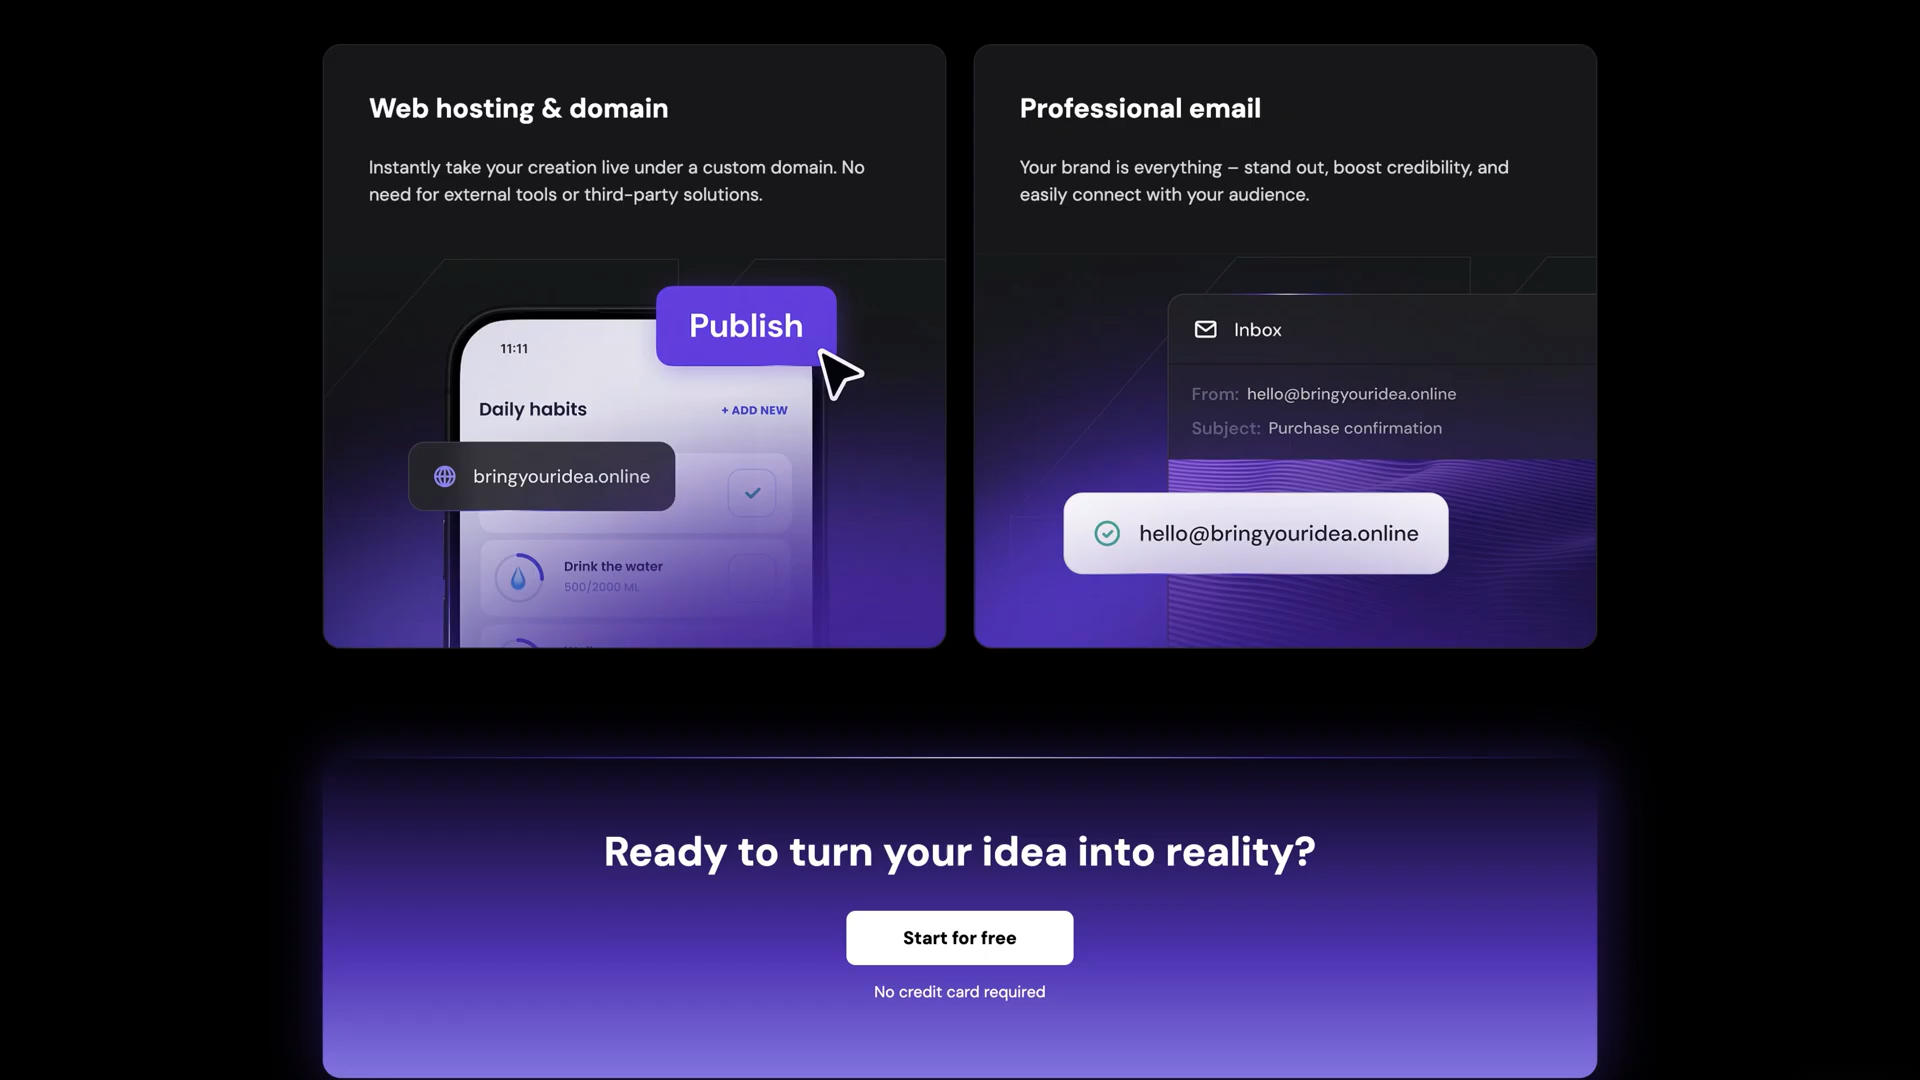 Web hosting & domain
Instantly take your creation live under a custom domain. No
need for external tools or third-party solutions.
Publish
11:11
Daily habits
+ ADD NEW
bringyouridea.online
Drink the water
500/2000 ML
Professional email
Your brand is everything – stand out, boost credibility, and
easily connect with your audience.
Inbox
From: hello@bringyouridea.online
Subject: Purchase confirmation
hello@bringyouridea.online
Ready to turn your idea into reality?
Start for free
No credit card required